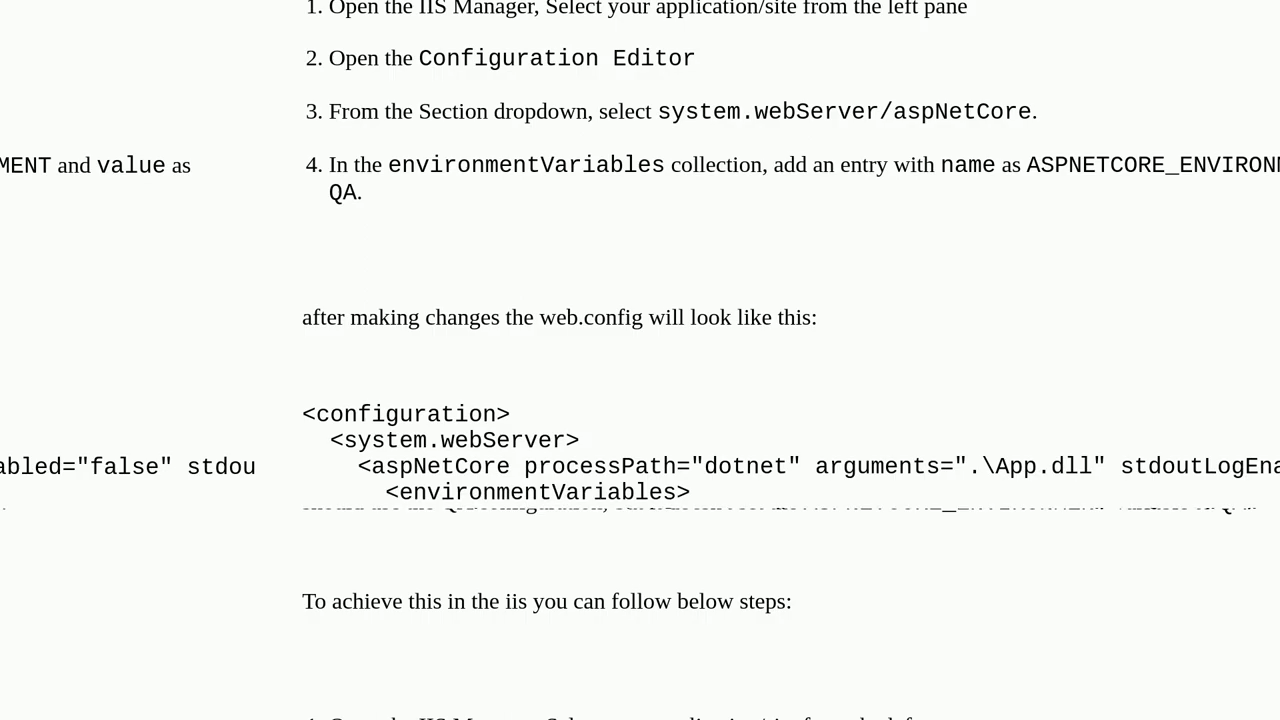 1. Open the IIS Manager, Select your application/site from the left pane
2. Open the Configuration Editor
3. From the Section dropdown, select system.webServer/aspNetCore.
MENT and value as
4. In the environmentVariables collection, add an entry with name as ASPNETCORE_ENVIRON
QA.
after making changes the web.config will look like this:
<configuration>
<system.webServer>
abled="false" stdou
<aspNetCore processPath="dotnet" arguments=".\App.dll" stdoutLogEna
<environmentVariables>
To achieve this in the iis you can follow below steps: